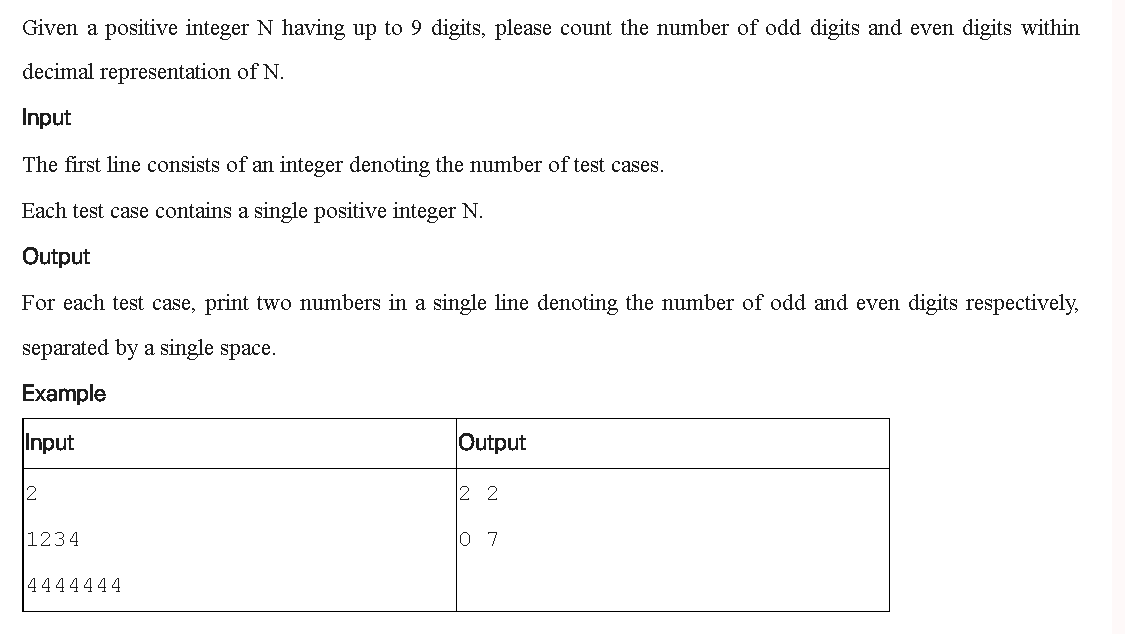 Given a positive integer N having up to 9 digits, please count the number of odd digits and even digits within
decimal representation of N.
Input
The first line consists of an integer denoting the number of test cases.
Each test case contains a single positive integer N.
Output
For each test case, print two numbers in a single line denoting the number of odd and even digits respectively,
separated by a single space.
Example
Input Output
2 2 2
1234 0 7
4444444